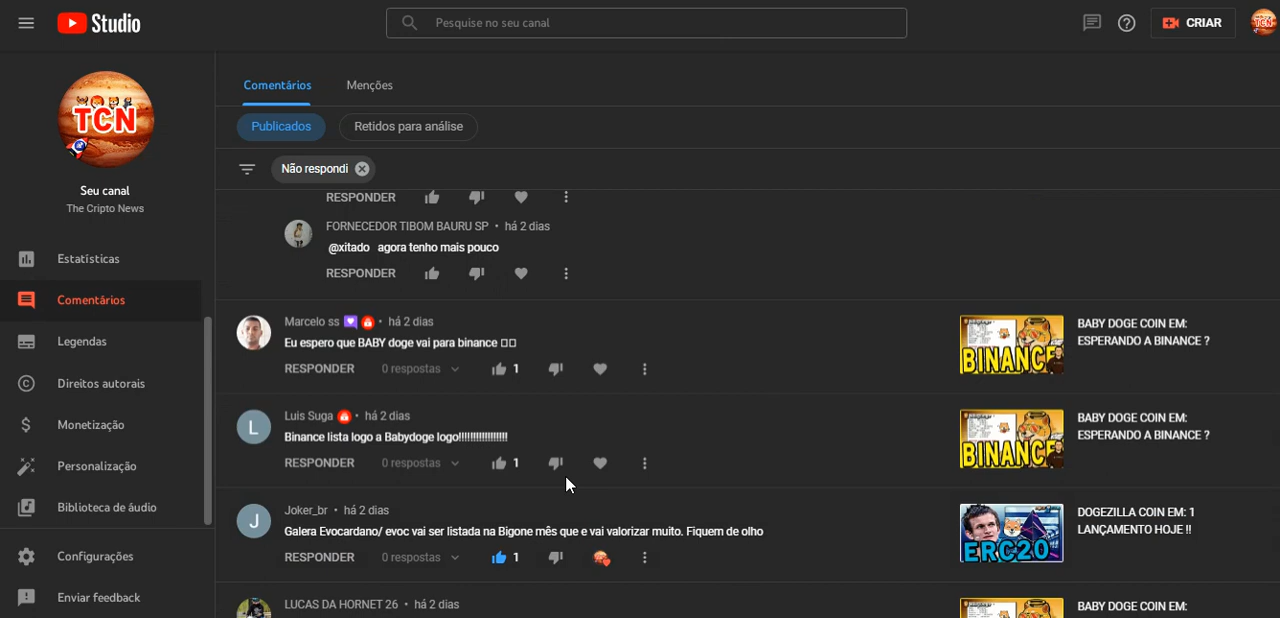 Studio
Pesquise no seu canal
CRIAR
TCN
Seu canal
The Cripto News
Estatísticas
Comentários
Legendas
Direitos autorais
Monetização
Personalização
Biblioteca de áudio
Configurações
Enviar feedback
Comentários Menções
Publicados Retidos para análise
Não respondi
RESPONDER
FORNECEDOR TIBOM BAURU SP • há 2 dias
@xitado agora tenho mais pouco
RESPONDER
Marcelo ss • há 2 dias
Eu espero que BABY doge vai para binance
RESPONDER 0 respostas 1
BINANCE
BABY DOGE COIN EM:
ESPERANDO A BINANCE ?
L
Luis Suga • há 2 dias
Binance lista logo a Babydoge logo!!!!!!!!!!!!!!!!
RESPONDER 0 respostas 1
BINANCE
BABY DOGE COIN EM:
ESPERANDO A BINANCE ?
J
Joker_br • há 2 dias
Galera Evocardano/ evoc vai ser listada na Bigone mês que e vai valorizar muito. Fiquem de olho
RESPONDER 0 respostas 1
ERC20
DOGEZILLA COIN EM: 1
LANÇAMENTO HOJE !!
LUCAS DA HORNET 26 • há 2 dias
BABY DOGE COIN EM: